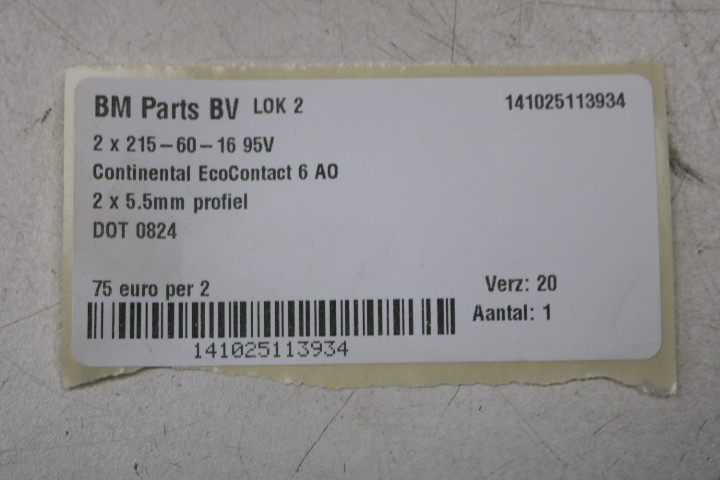 BM Parts BV LOK 2 141025113934
2 x 215-60-16 95V
Continental EcoContact 6 AO
2 x 5.5mm profiel
DOT 0824
75 euro per 2 Verz: 20
Aantal: 1
141025113934